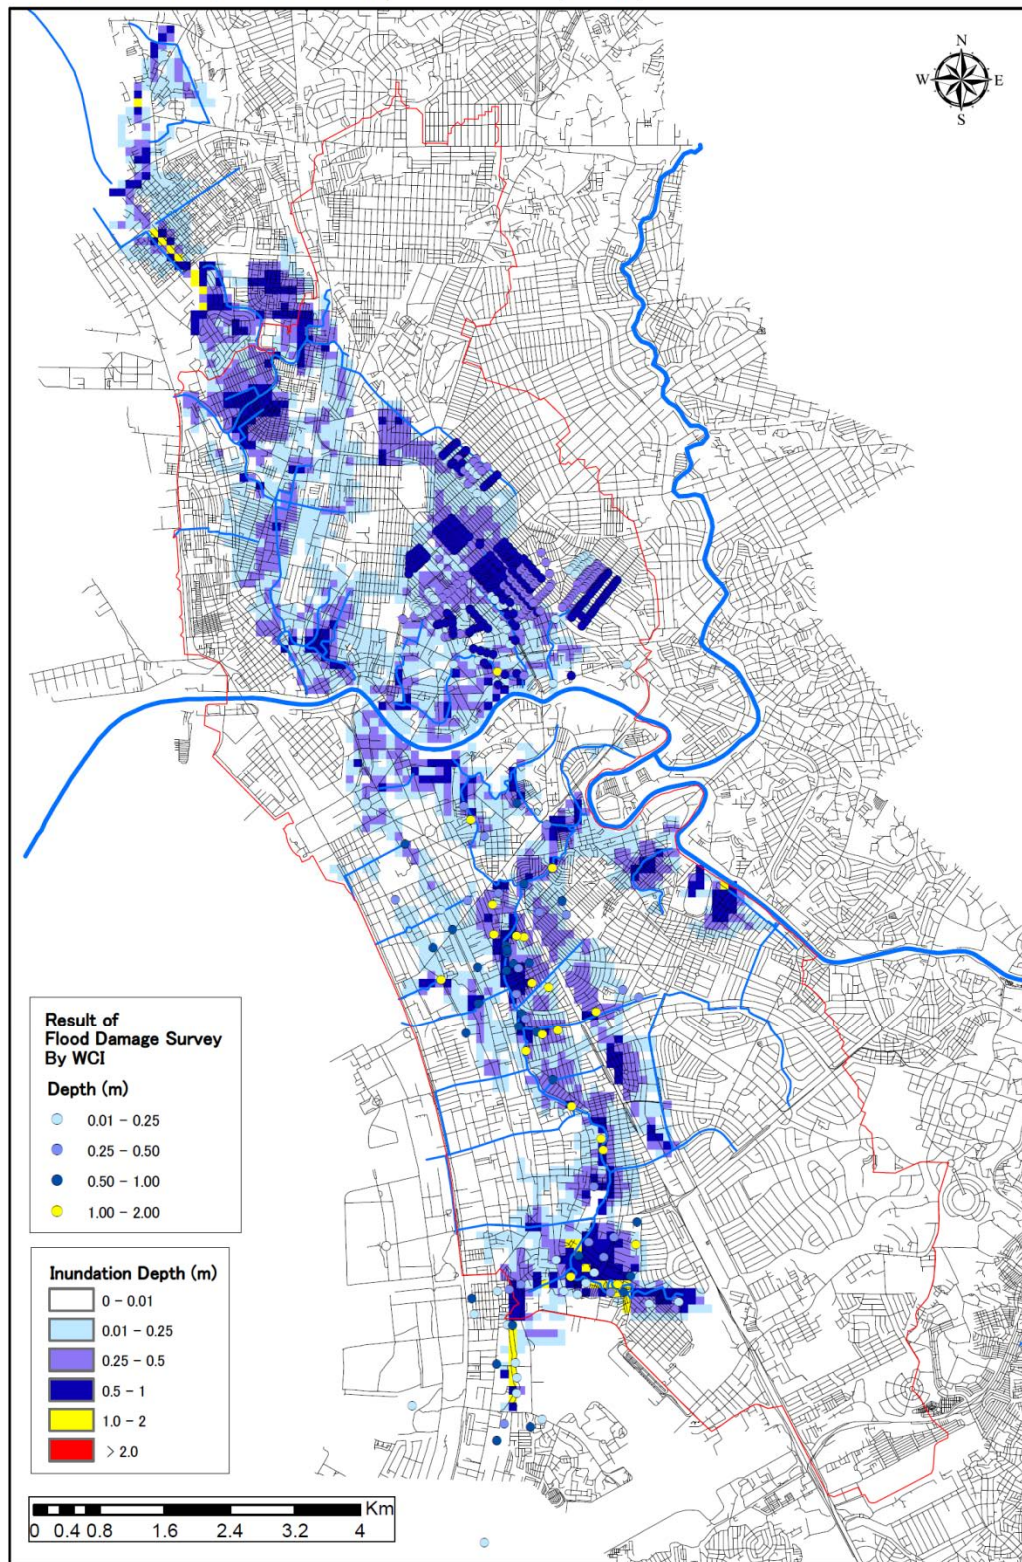 N
W E
S
Result of
Flood Damage Survey
By WCI
Depth (m)
0.01 - 0.25
0.25 - 0.50
0.50 - 1.00
1.00 - 2.00
Inundation Depth (m)
0 - 0.01
0.01 - 0.25
0.25 - 0.5
0.5 - 1
1.0 - 2
> 2.0
Km
0 0.4 0.8 1.6 2.4 3.2 4